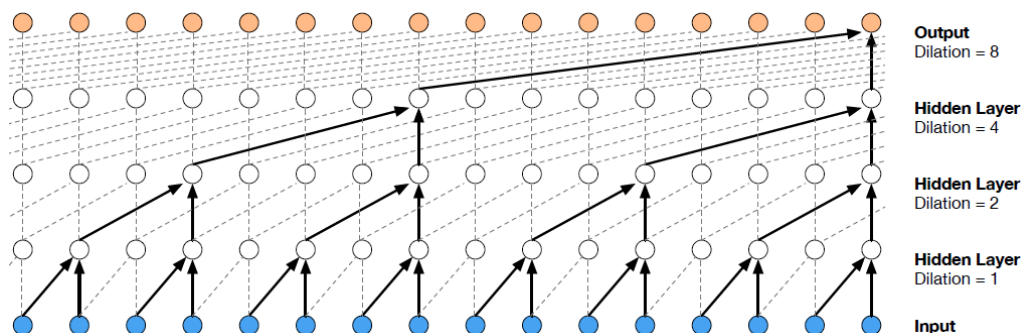 Output
Dilation = 8
Hidden Layer
Dilation = 4
Hidden Layer
Dilation = 2
Hidden Layer
Dilation = 1
Input